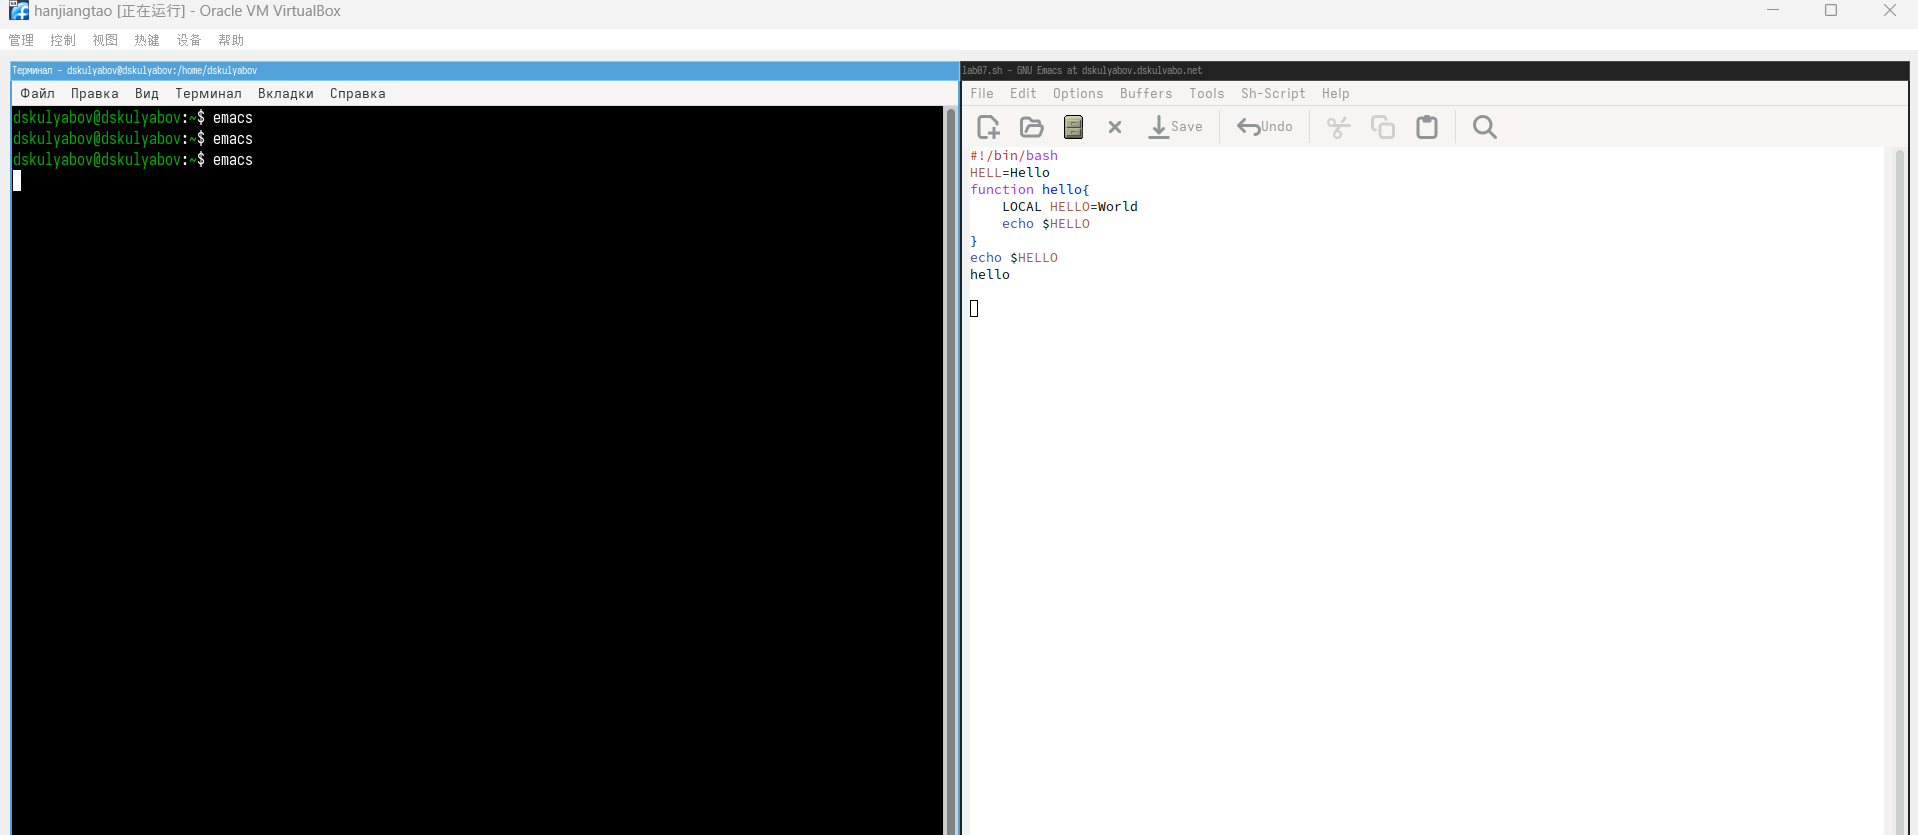 hanjiangtao [正在运行] - Oracle VM VirtualBox
管理 控制 视图 热键 设备 帮助
Терминал - dskulyabov@dskulyabov:/home/dskulyabov
Файл Правка Вид Терминал Вкладки Справка
dskulyabov@dskulyabov:~$ emacs
dskulyabov@dskulyabov:~$ emacs
dskulyabov@dskulyabov:~$ emacs
lab07.sh - GNU Emacs at dskulyabov.dskulvabo.net
File Edit Options Buffers Tools Sh-Script Help
Save Undo
#!/bin/bash
HELL=Hello
function hello{
    LOCAL HELLO=World
    echo $HELLO
}
echo $HELLO
hello